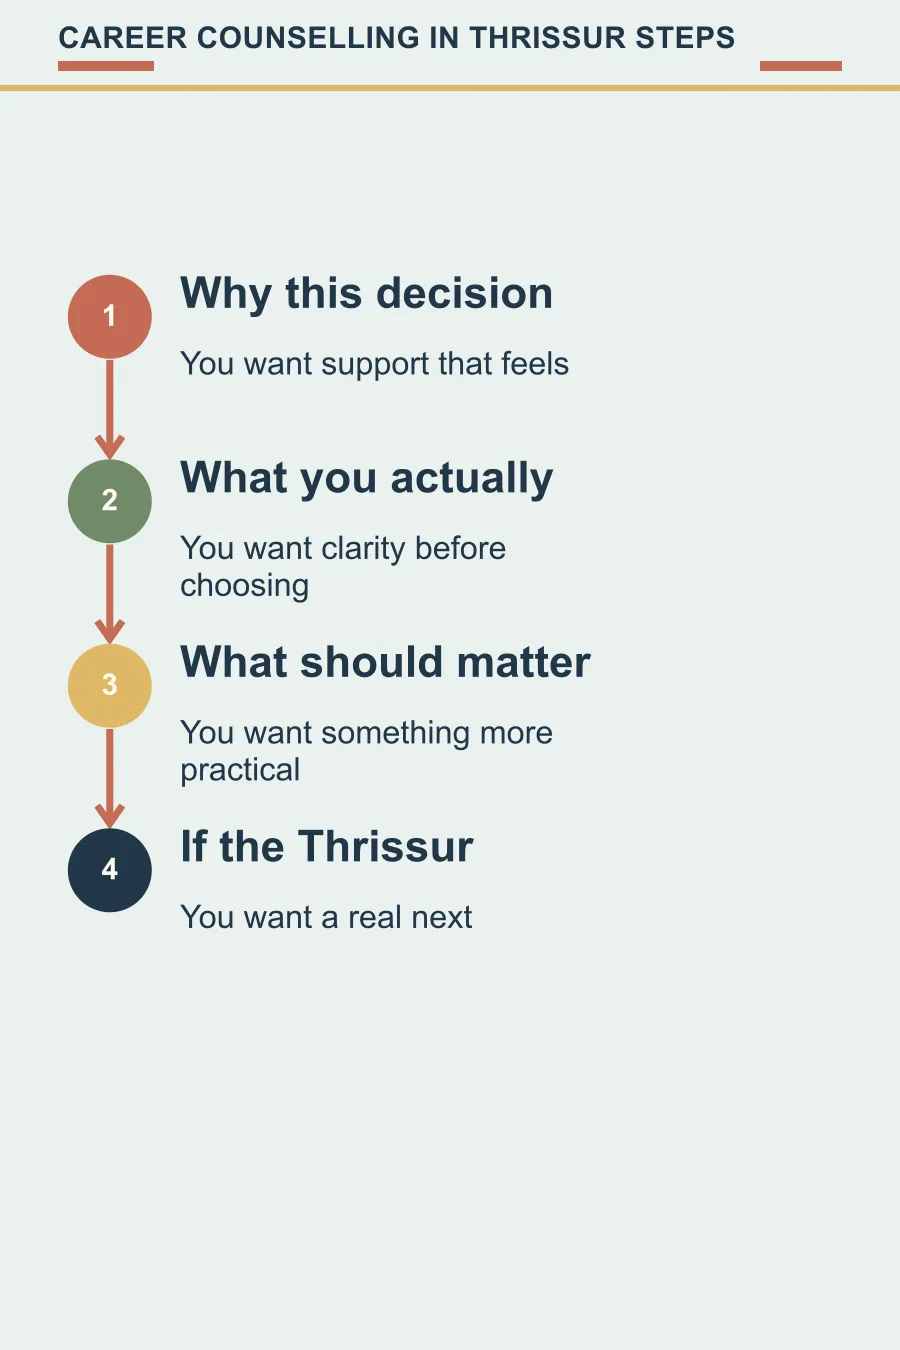 CAREER COUNSELLING IN THRISSUR STEPS
1
Why this decision
You want support that feels
2
What you actually
You want clarity before
choosing
3
What should matter
You want something more
practical
4
If the Thrissur
You want a real next